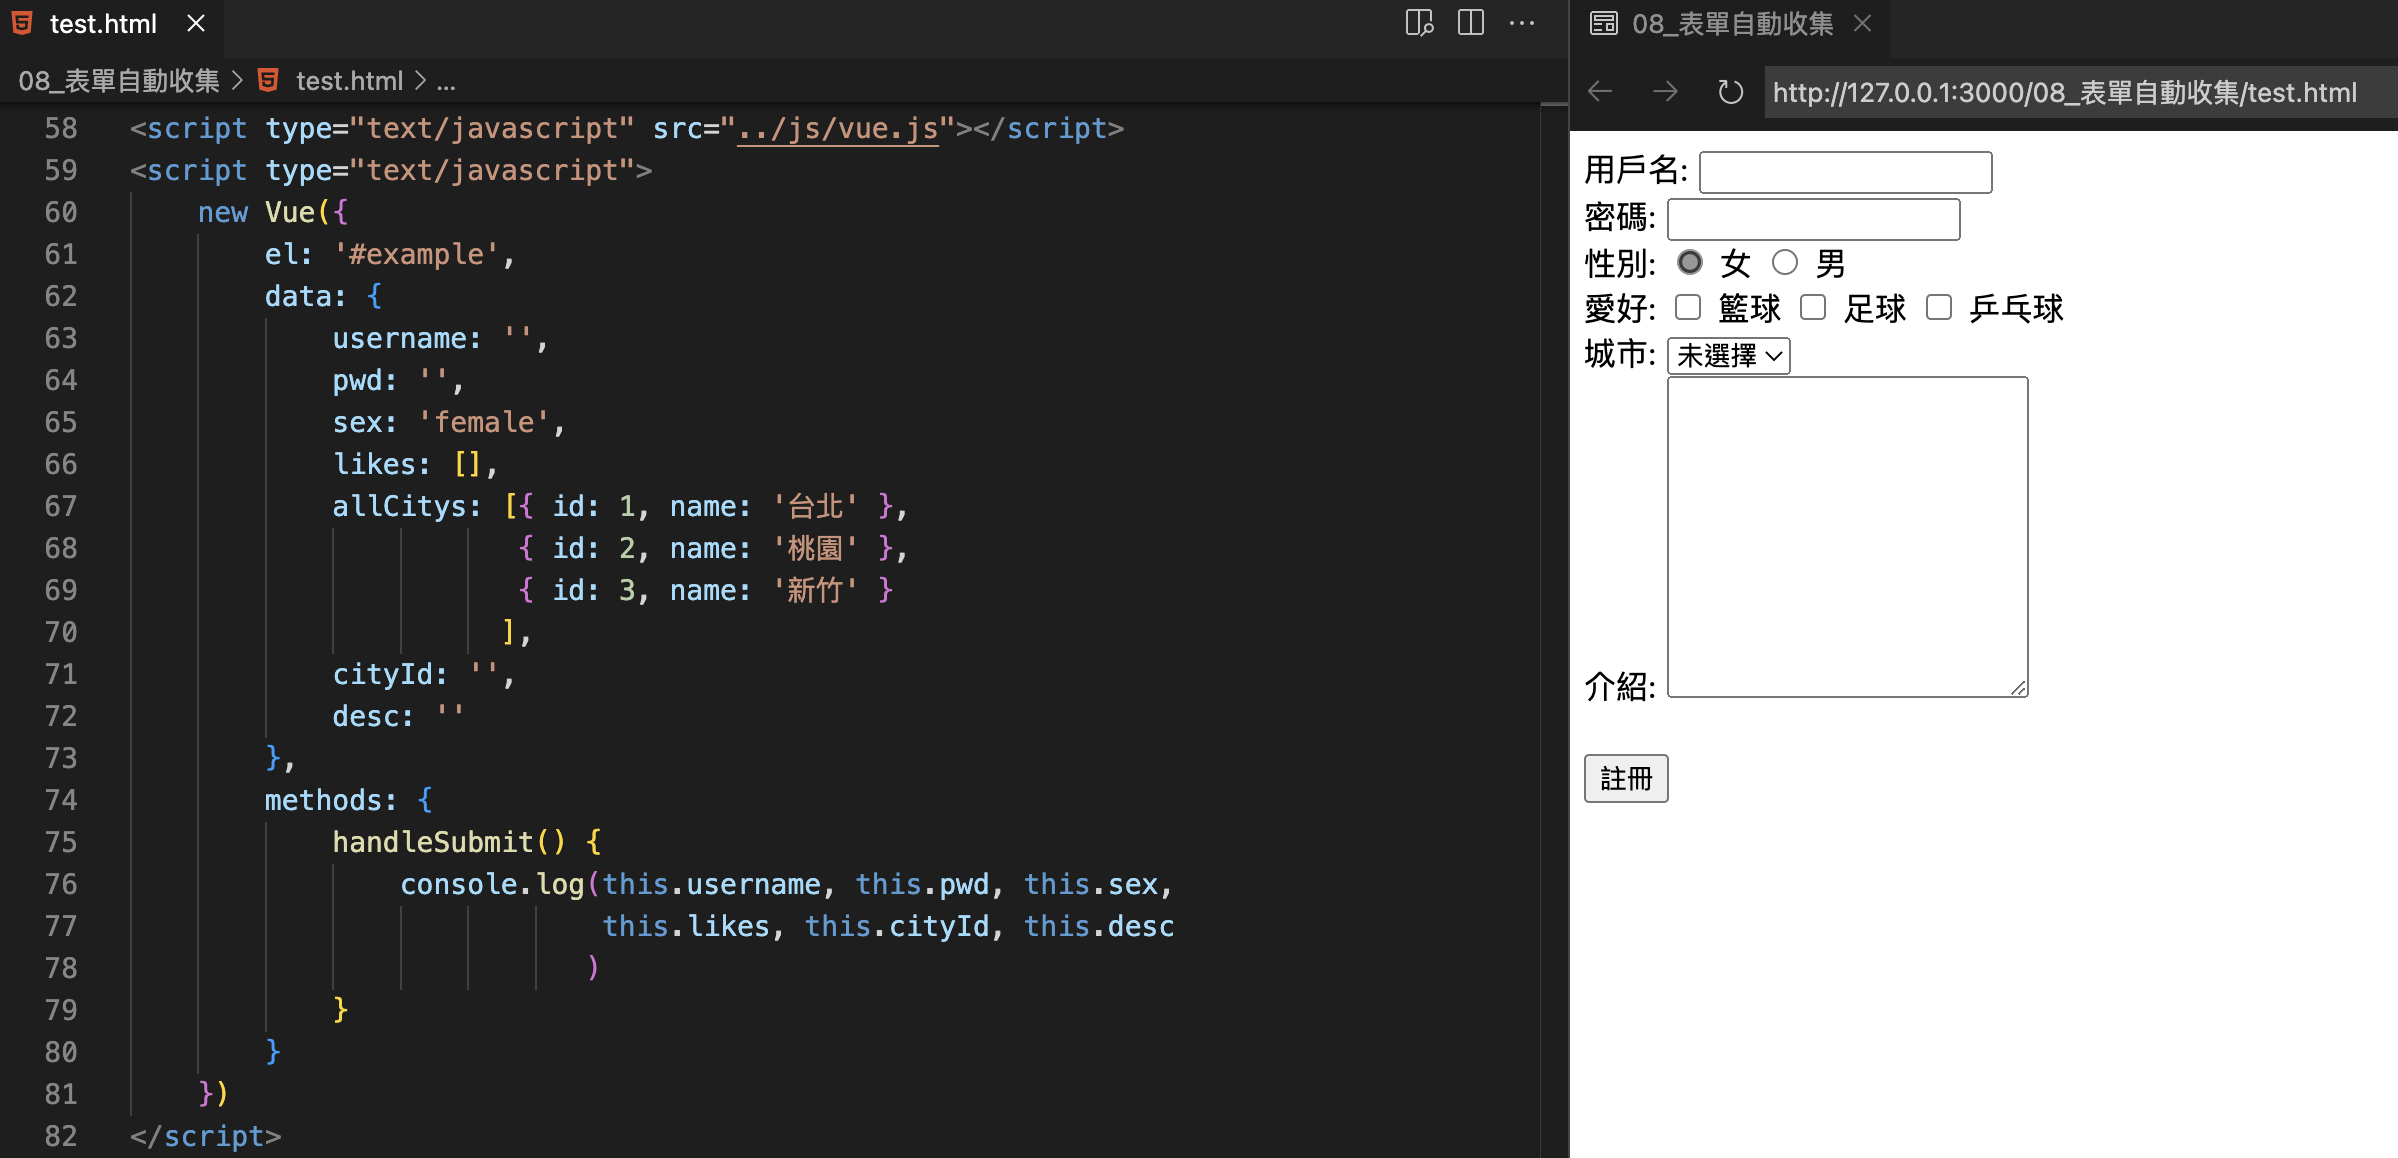 test.html
08_表單自動收集 > test.html > ...
58 <script type="text/javascript" src="../js/vue.js"></script>
59 <script type="text/javascript">
60 new Vue({
61 el: '#example',
62 data: {
63 username: '',
64 pwd: '',
65 sex: 'female',
66 likes: [],
67 allCitys: [{ id: 1, name: '台北' },
68 { id: 2, name: '桃園' },
69 { id: 3, name: '新竹' }
70 ],
71 cityId: '',
72 desc: ''
73 },
74 methods: {
75 handleSubmit() {
76 console.log(this.username, this.pwd, this.sex,
77 this.likes, this.cityId, this.desc
78 )
79 }
80 }
81 })
82 </script>
08_表單自動收集
http://127.0.0.1:3000/08_表單自動收集/test.html
用戶名:
密碼:
性別: 女 男
愛好: 籃球 足球 乒乓球
城市: 未選擇
介紹:
註冊